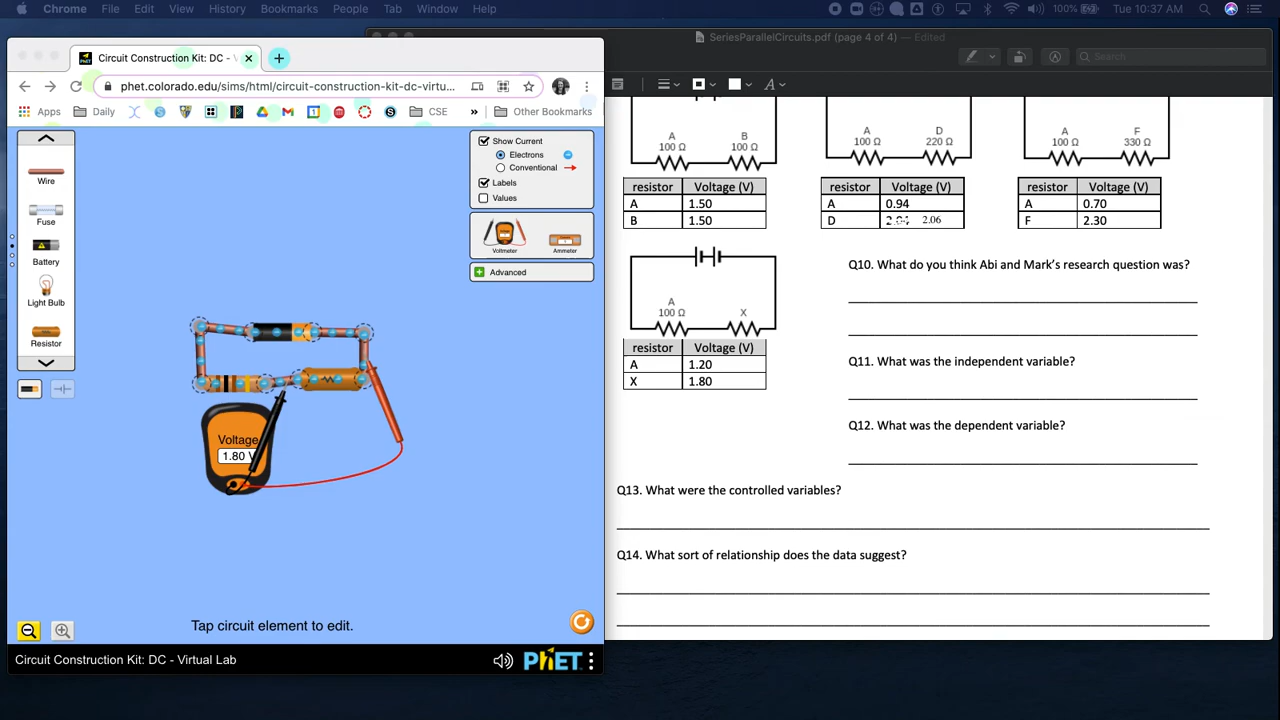 Chrome File Edit View History Bookmarks People Tab Window Help 100% Tue 10:37 AM
Circuit Construction Kit: DC - V
phet.colorado.edu/sims/html/circuit-construction-kit-dc-virtu...
Apps Daily CSE » Other Bookmarks
Wire
Fuse
Battery
Light Bulb
Resistor
Show Current
Electrons
Conventional
Labels
Values
Voltmeter Ammeter
Advanced
Voltage
1.80 V
Tap circuit element to edit.
Circuit Construction Kit: DC - Virtual Lab PhET
SeriesParallelCircuits.pdf (page 4 of 4) — Edited
Search
A B
100 Ω 100 Ω
resistor Voltage (V)
A 1.50
B 1.50
A D
100 Ω 220 Ω
resistor Voltage (V)
A 0.94
D 2.06
A F
100 Ω 330 Ω
resistor Voltage (V)
A 0.70
F 2.30
A X
100 Ω
resistor Voltage (V)
A 1.20
X 1.80
Q10. What do you think Abi and Mark's research question was?
Q11. What was the independent variable?
Q12. What was the dependent variable?
Q13. What were the controlled variables?
Q14. What sort of relationship does the data suggest?